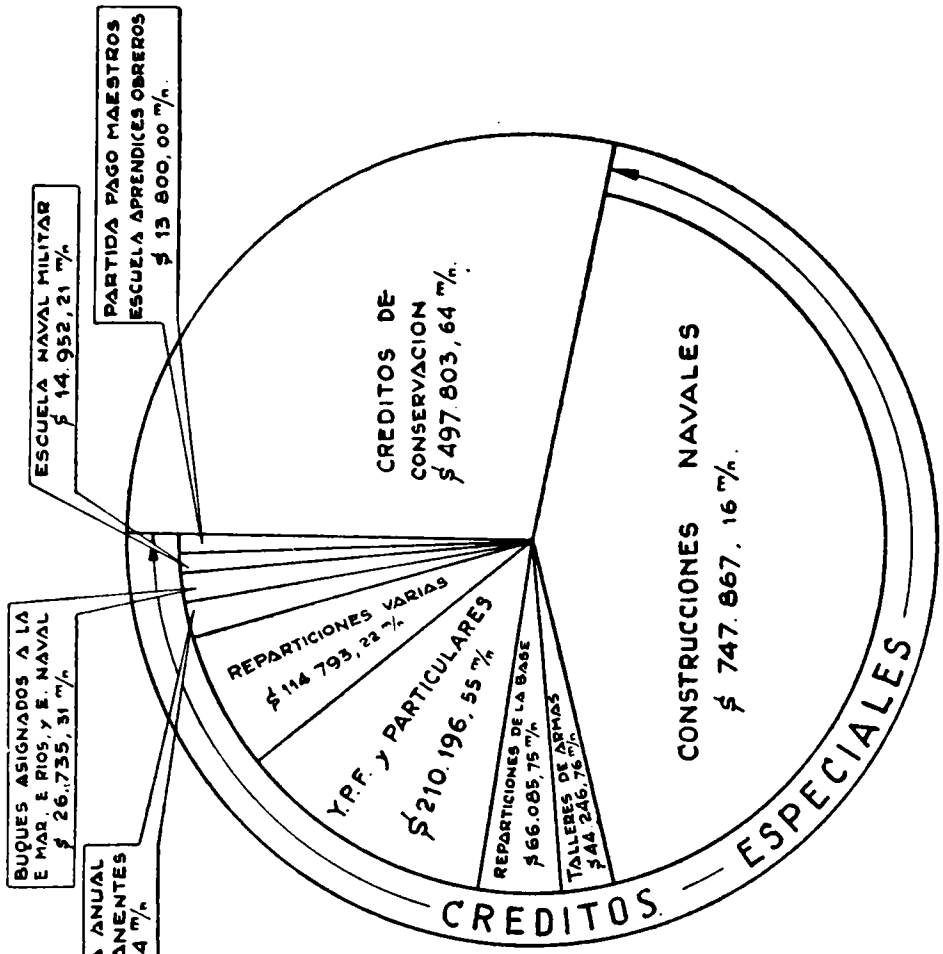 PARTIDA PAGO MAESTROS
ESCUELA APRENDICES OBREROS
$ 13 800,00 m/n.
ESCUELA NAVAL MILITAR
$ 14.952,21 m/n
BUQUES ASIGNADOS A LA
E MAR, E RIOS, y E. NAVAL
$ 26.735,31 m/n
ANUAL
4 m/n
CREDITOS DE
CONSERVACION
$ 497.803,64 m/n.
REPARTICIONES VARIAS
$ 114 793,22 m/n
Y.P.F. y PARTICULARES
$ 210.196,55 m/n
REPARTICIONES DE LA BASE
$ 66.085,75 m/n
TALLERES DE ARMAS
$ 44 246,76 m/n
CONSTRUCCIONES NAVALES
$ 747.867,16 m/n.
CREDITOS — ESPECIALES